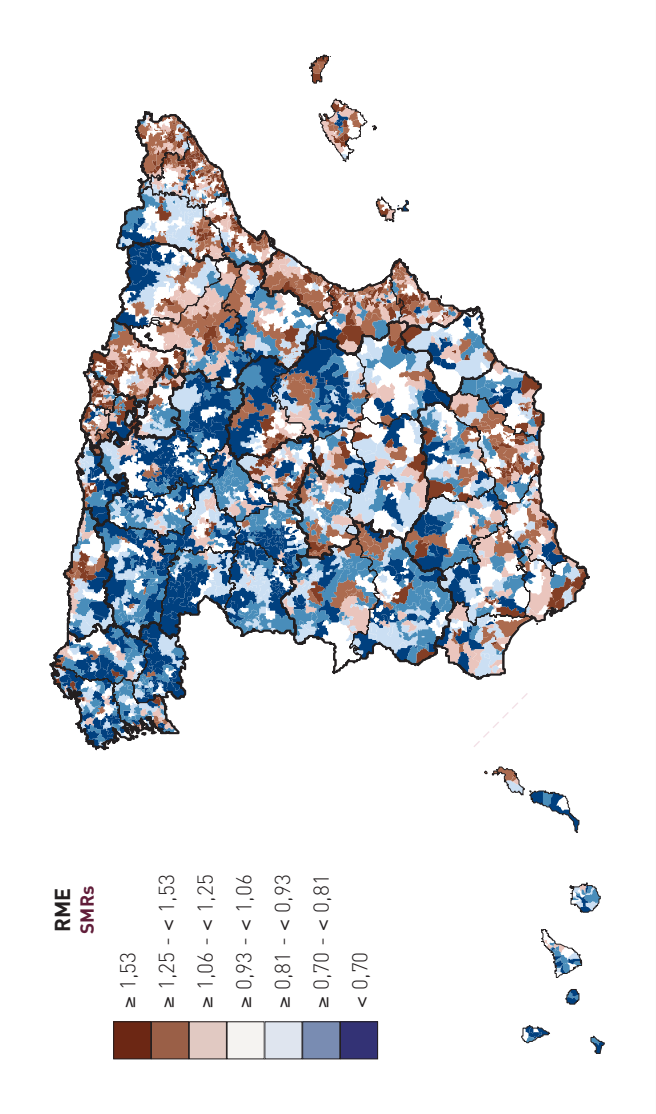 RME
SMRs
≥ 1,53
≥ 1,25 - < 1,53
≥ 1,06 - < 1,25
≥ 0,93 - < 1,06
≥ 0,81 - < 0,93
≥ 0,70 - < 0,81
< 0,70